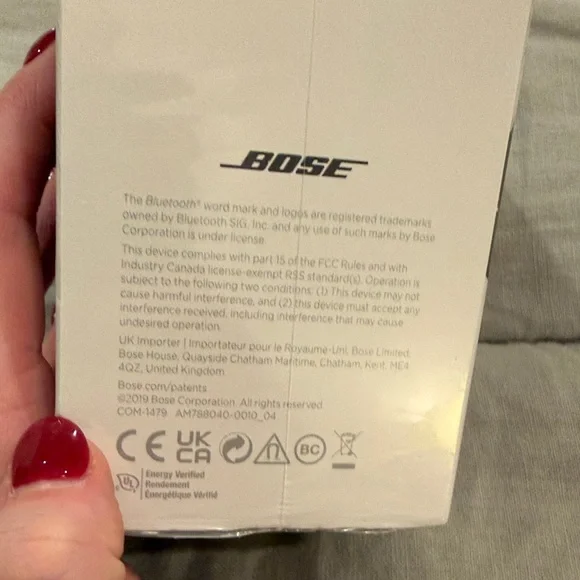 BOSE
The Bluetooth® word mark and logos are registered trademarks
owned by Bluetooth SIG, Inc. and any use of such marks by Bose
Corporation is under license.
This device complies with part 15 of the FCC Rules and with
Industry Canada license-exempt RSS standard(s). Operation is
subject to the following two conditions: (1) This device may not
cause harmful interference, and (2) this device must accept any
interference received, including interference that may cause
undesired operation.
UK Importer | Importateur pour le Royaume-Uni: Bose Limited,
Bose House, Quayside Chatham Maritime, Chatham, Kent, ME4
4QZ, United Kingdom
Bose.com/patents
©2019 Bose Corporation. All rights reserved.
COM-1479 AM788040-0010_04
CE UK
CA BC
UL Energy Verified
Rendement
Énergétique Vérifié